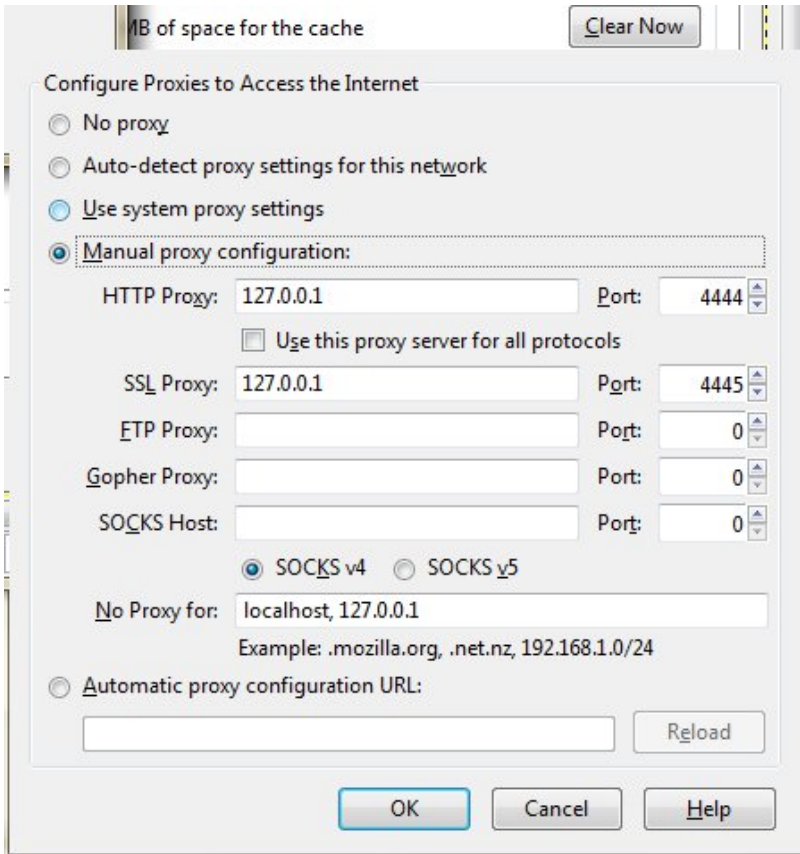 MB of space for the cache Clear Now
Configure Proxies to Access the Internet
No proxy
Auto-detect proxy settings for this network
Use system proxy settings
Manual proxy configuration:
HTTP Proxy: 127.0.0.1 Port: 4444
Use this proxy server for all protocols
SSL Proxy: 127.0.0.1 Port: 4445
FTP Proxy: Port: 0
Gopher Proxy: Port: 0
SOCKS Host: Port: 0
SOCKS v4 SOCKS v5
No Proxy for: localhost, 127.0.0.1
Example: .mozilla.org, .net.nz, 192.168.1.0/24
Automatic proxy configuration URL:
Reload
OK Cancel Help